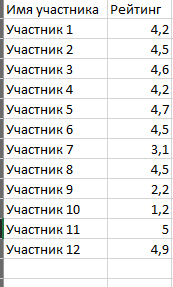 Имя участника Рейтинг
Участник 1 4,2
Участник 2 4,5
Участник 3 4,6
Участник 4 4,2
Участник 5 4,7
Участник 6 4,5
Участник 7 3,1
Участник 8 4,5
Участник 9 2,2
Участник 10 1,2
Участник 11 5
Участник 12 4,9